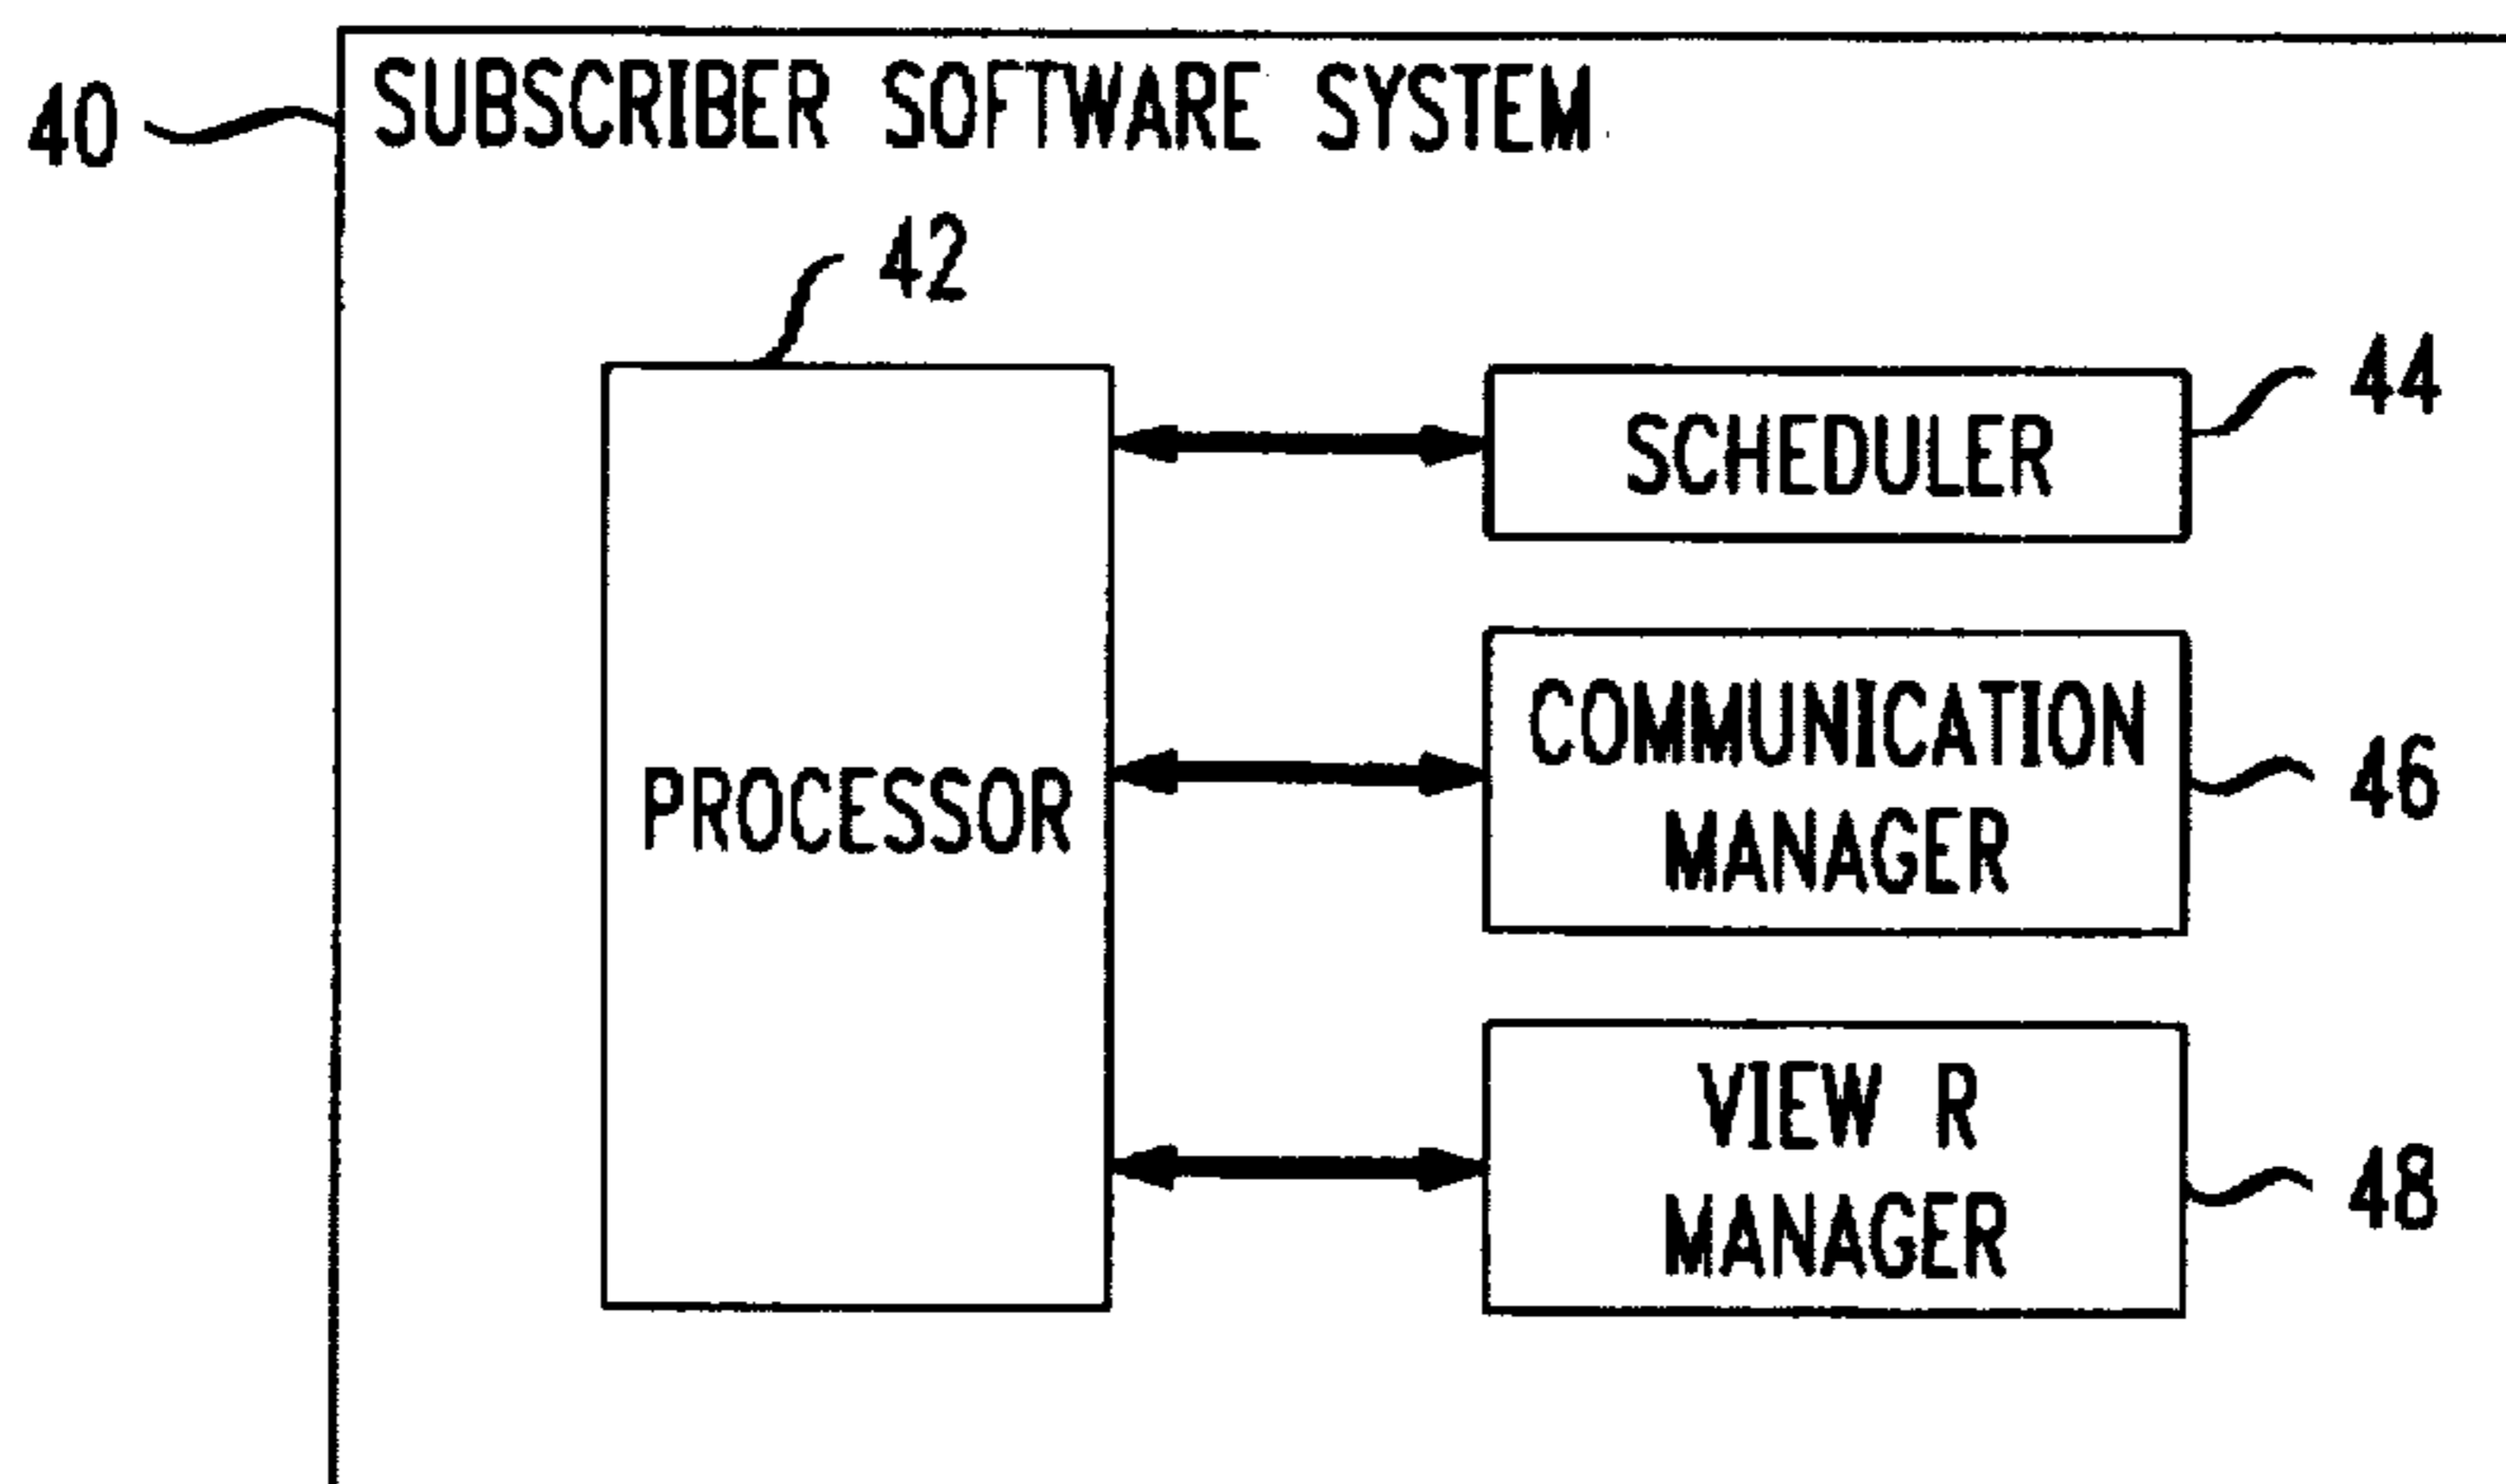 SUBSCRIBER SOFTWARE SYSTEM
40
42
44
SCHEDULER
COMMUNICATION
MANAGER
46
PROCESSOR
VIEW R
MANAGER
48